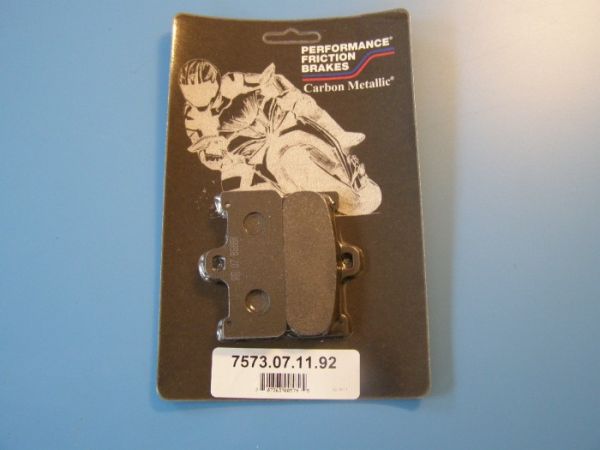 PERFORMANCE®
FRICTION
BRAKES
Carbon Metallic®
7573.07.11.92